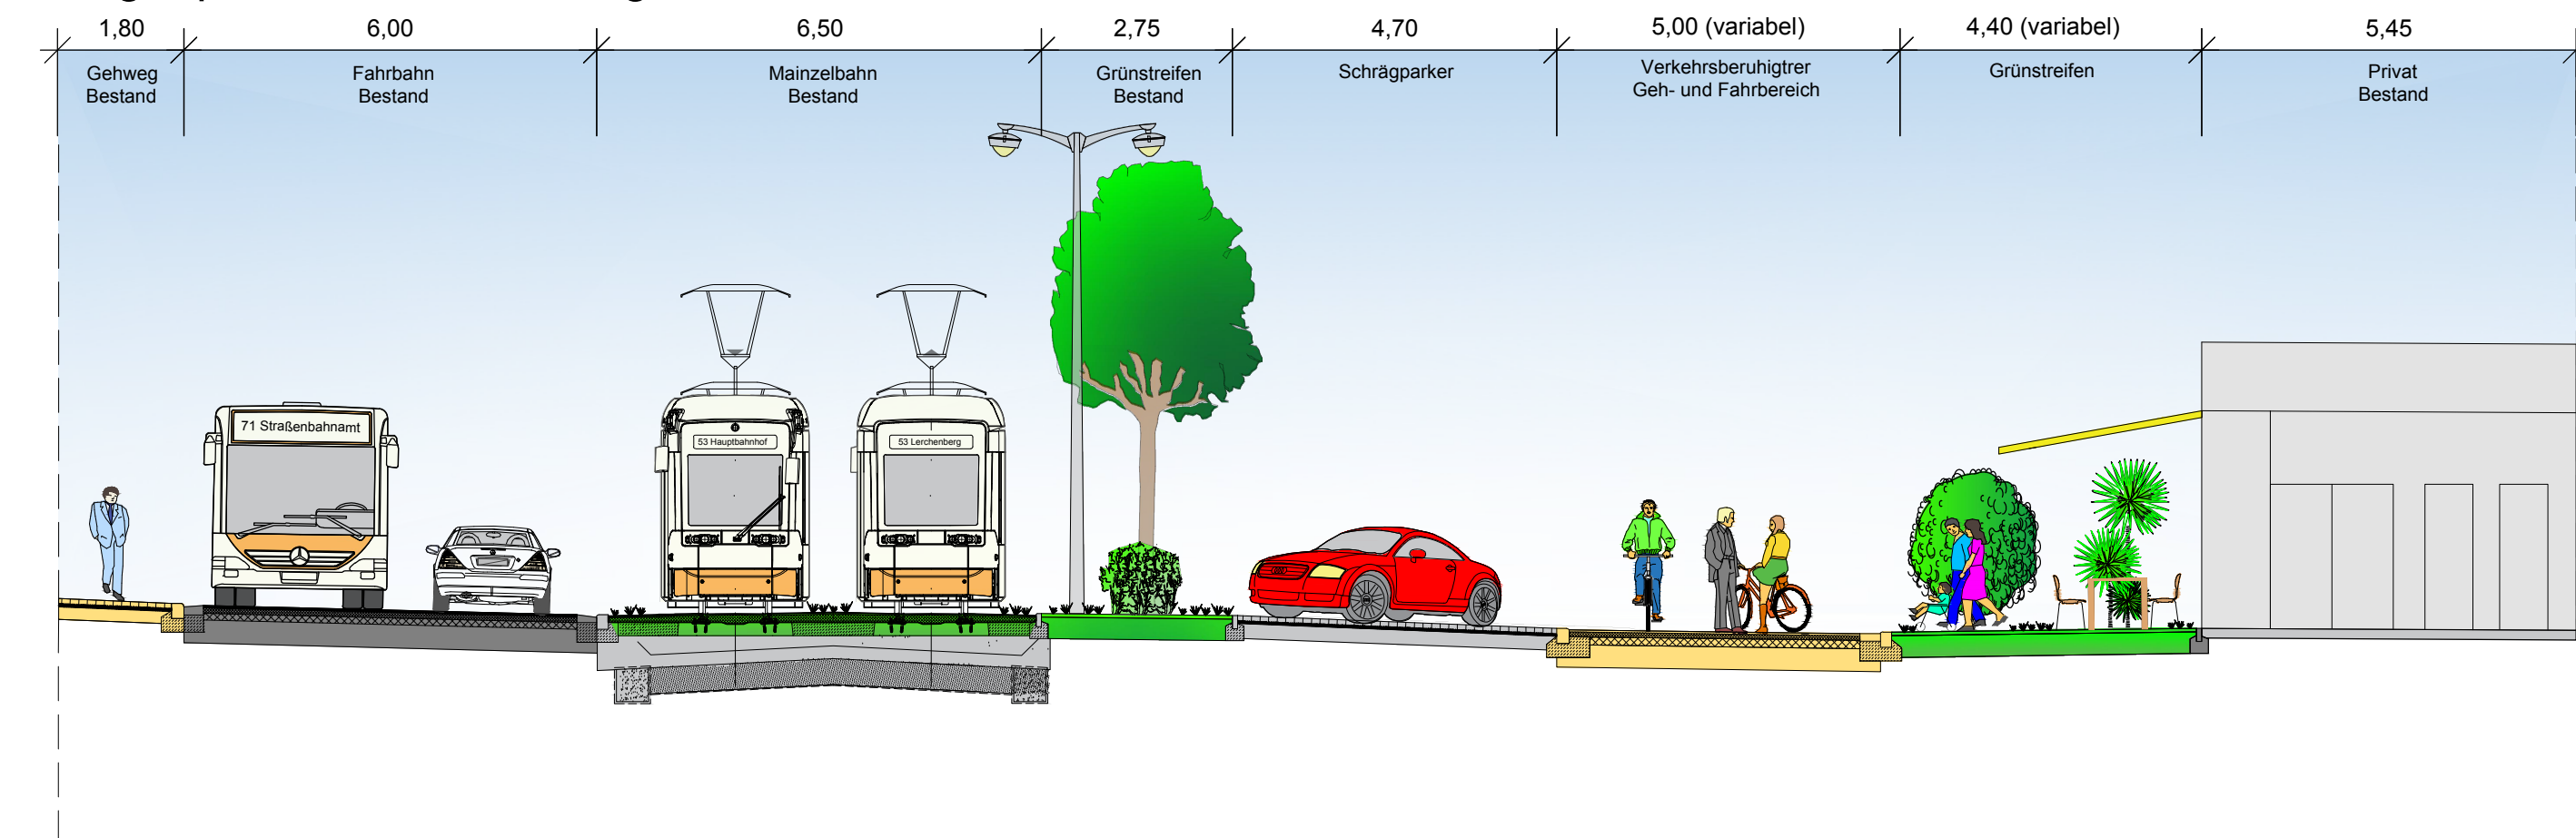 1,80
6,00
6,50
2,75
4,70
5,00 (variabel)
4,40 (variabel)
5,45
Gehweg
Bestand
Fahrbahn
Bestand
Mainzelbahn
Bestand
Grünstreifen
Bestand
Schrägparker
Verkehrsberuhigtrer
Geh- und Fahrbereich
Grünstreifen
Privat
Bestand
71 Straßenbahnamt
53 Hauptbahnhof
53 Lerchenberg